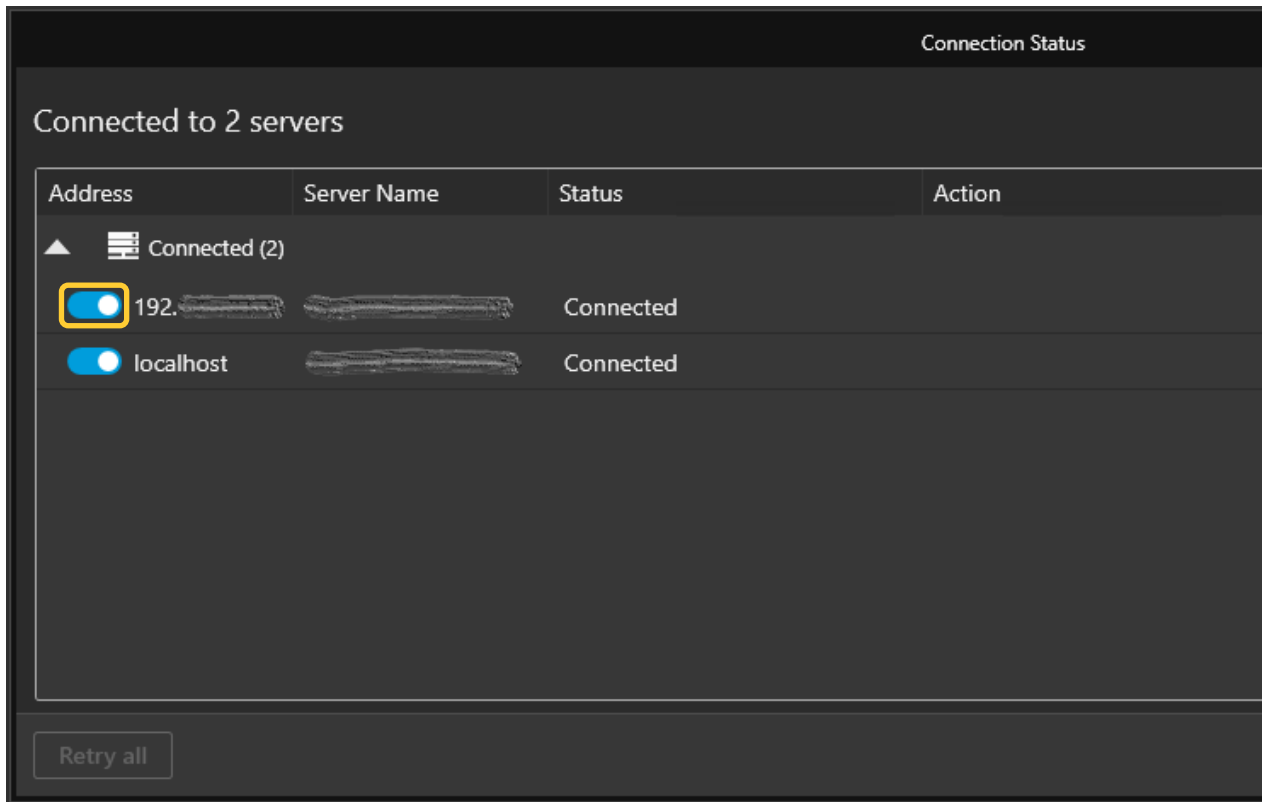 Connection Status
Connected to 2 servers
Address Server Name Status Action
Connected (2)
192. Connected
localhost Connected
Retry all